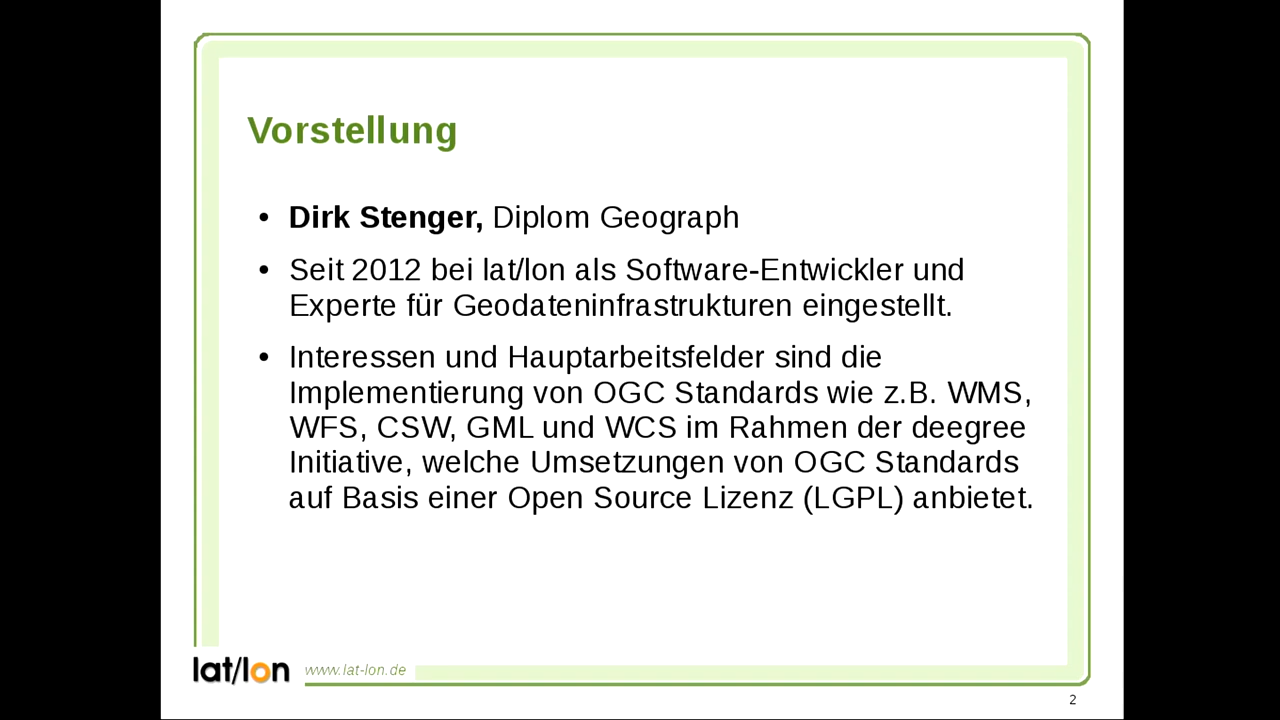 Vorstellung
• Dirk Stenger, Diplom Geograph
• Seit 2012 bei lat/lon als Software-Entwickler und
Experte für Geodateninfrastrukturen eingestellt.
• Interessen und Hauptarbeitsfelder sind die
Implementierung von OGC Standards wie z.B. WMS,
WFS, CSW, GML und WCS im Rahmen der deegree
Initiative, welche Umsetzungen von OGC Standards
auf Basis einer Open Source Lizenz (LGPL) anbietet.
lat/lon www.lat-lon.de
2